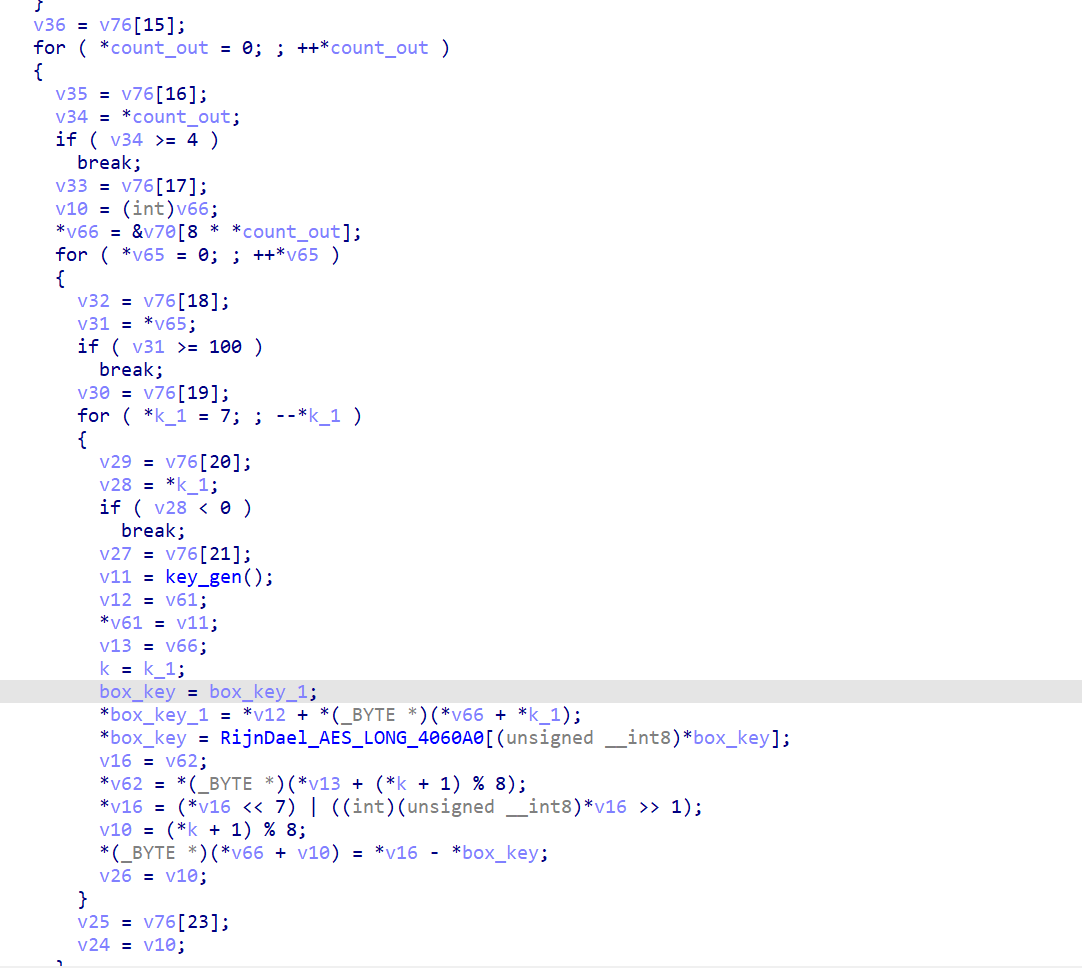 }
v36 = v76[15];
for ( *count_out = 0; ; ++*count_out )
{
v35 = v76[16];
v34 = *count_out;
if ( v34 >= 4 )
break;
v33 = v76[17];
v10 = (int)v66;
*v66 = &v70[8 * *count_out];
for ( *v65 = 0; ; ++*v65 )
{
v32 = v76[18];
v31 = *v65;
if ( v31 >= 100 )
break;
v30 = v76[19];
for ( *k_1 = 7; ; --*k_1 )
{
v29 = v76[20];
v28 = *k_1;
if ( v28 < 0 )
break;
v27 = v76[21];
v11 = key_gen();
v12 = v61;
*v61 = v11;
v13 = v66;
k = k_1;
box_key = box_key_1;
*box_key_1 = *v12 + *(_BYTE *)(*v66 + *k_1);
*box_key = RijnDael_AES_LONG_4060A0[(unsigned __int8)*box_key];
v16 = v62;
*v62 = *(_BYTE *)(*v13 + (*k + 1) % 8);
*v16 = (*v16 << 7) | ((int)(unsigned __int8)*v16 >> 1);
v10 = (*k + 1) % 8;
*(_BYTE *)(*v66 + v10) = *v16 - *box_key;
v26 = v10;
}
v25 = v76[23];
v24 = v10;
}